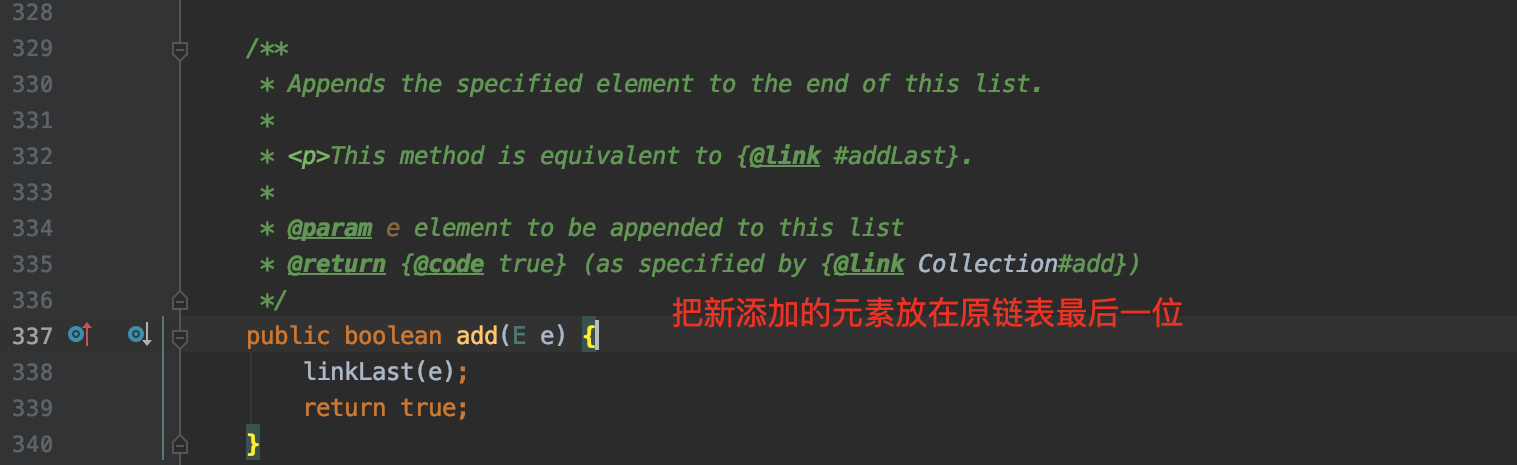 328
329 /**
330 * Appends the specified element to the end of this list.
331 *
332 * <p>This method is equivalent to {@link #addLast}.
333 *
334 * @param e element to be appended to this list
335 * @return {@code true} (as specified by {@link Collection#add})
336 */
把新添加的元素放在原链表最后一位
337 public boolean add(E e) {
338 linkLast(e);
339 return true;
340 }